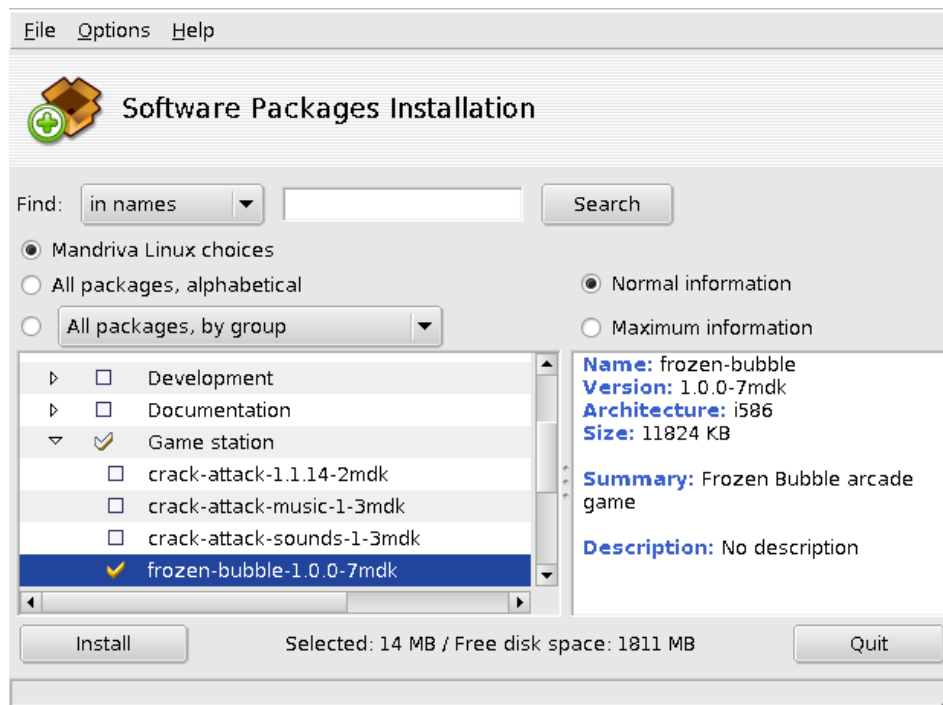 File Options Help
Software Packages Installation
Find: in names Search
Mandriva Linux choices
All packages, alphabetical
All packages, by group
Normal information
Maximum information
Development
Documentation
Game station
crack-attack-1.1.14-2mdk
crack-attack-music-1-3mdk
crack-attack-sounds-1-3mdk
frozen-bubble-1.0.0-7mdk
Name: frozen-bubble
Version: 1.0.0-7mdk
Architecture: i586
Size: 11824 KB
Summary: Frozen Bubble arcade
game
Description: No description
Install Selected: 14 MB / Free disk space: 1811 MB Quit